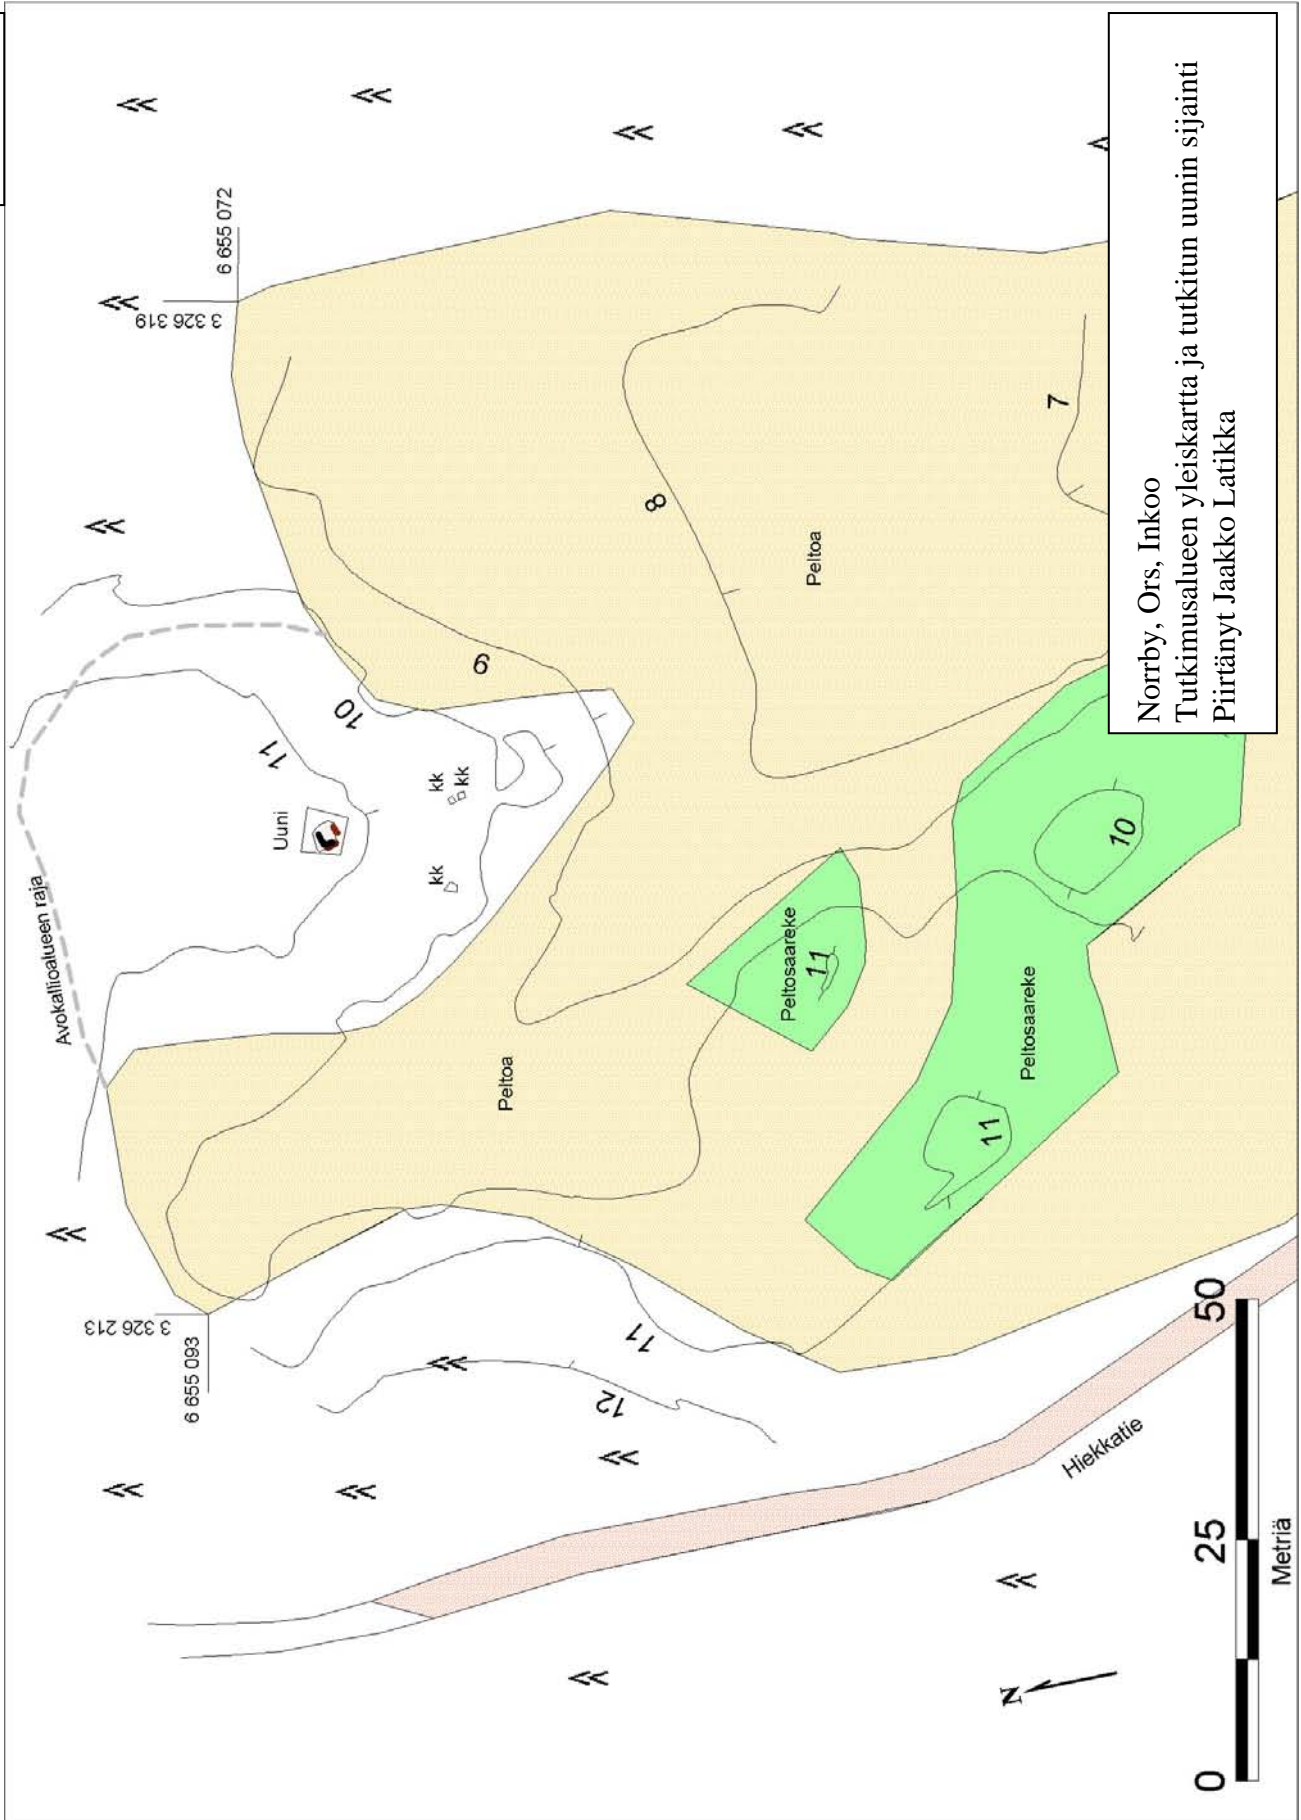 Avokallioalueen raja
6 655 072
3 326 319
Uuni
11
10
kk
kk
kk
9
8
7
Peltoa
Peltoa
6 655 093
3 326 213
Peltosaareke
11
Peltosaareke
10
11
11
12
Hiekkatie
N
0 25 50
Metriä
Norrby, Ors, Inkoo
Tutkimusalueen yleiskartta ja tutkitun uunin sijainti
Piirtänyt Jaakko Latikka